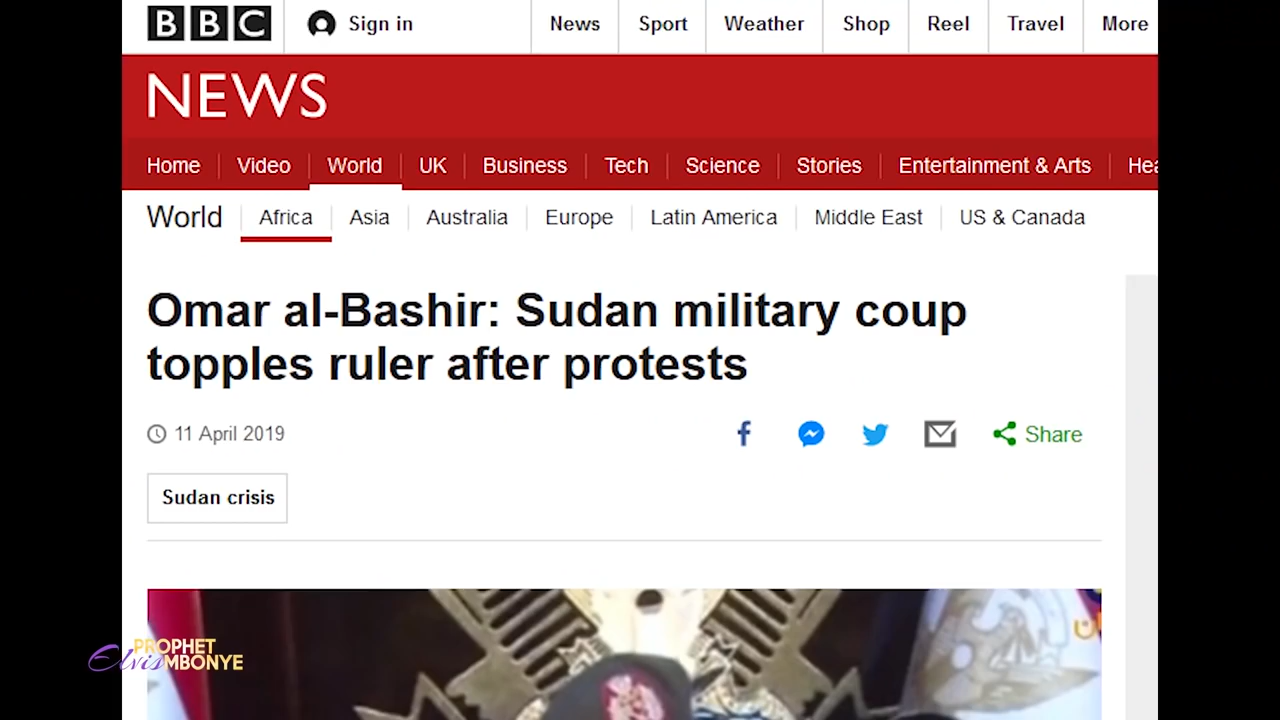 BBC Sign in News Sport Weather Shop Reel Travel More
NEWS
Home Video World UK Business Tech Science Stories Entertainment & Arts Hea
World Africa Asia Australia Europe Latin America Middle East US & Canada
Omar al-Bashir: Sudan military coup
topples ruler after protests
11 April 2019 Share
Sudan crisis
PROPHET
Elvis MBONYE